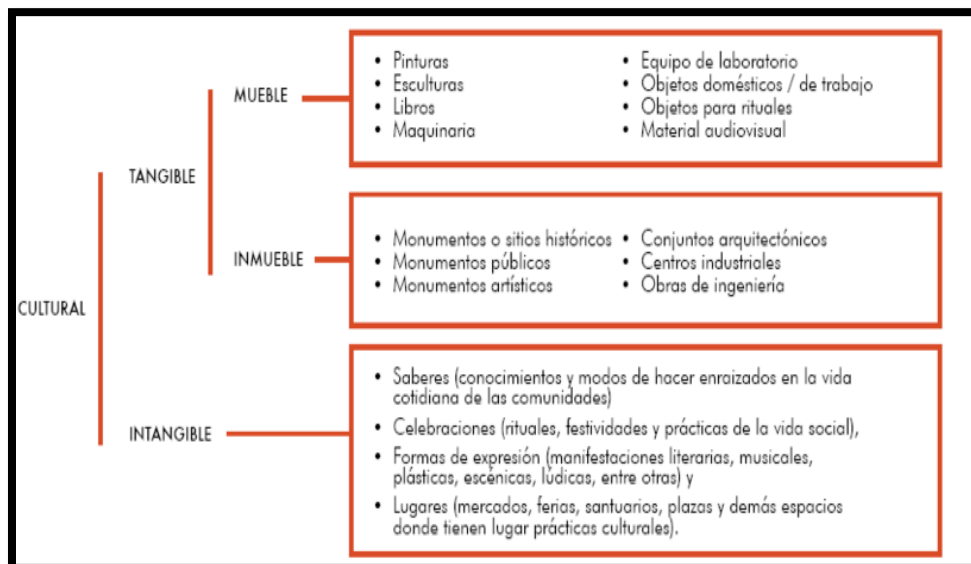 CULTURAL
TANGIBLE
MUEBLE
• Pinturas
• Esculturas
• Libros
• Maquinaria
• Equipo de laboratorio
• Objetos domésticos / de trabajo
• Objetos para rituales
• Material audiovisual
INMUEBLE
• Monumentos o sitios históricos
• Monumentos públicos
• Monumentos artísticos
• Conjuntos arquitectónicos
• Centros industriales
• Obras de ingeniería
INTANGIBLE
• Saberes (conocimientos y modos de hacer enraizados en la vida
cotidiana de las comunidades)
• Celebraciones (rituales, festividades y prácticas de la vida social),
• Formas de expresión (manifestaciones literarias, musicales,
plásticas, escénicas, lúdicas, entre otras) y
• Lugares (mercados, ferias, santuarios, plazas y demás espacios
donde tienen lugar prácticas culturales).